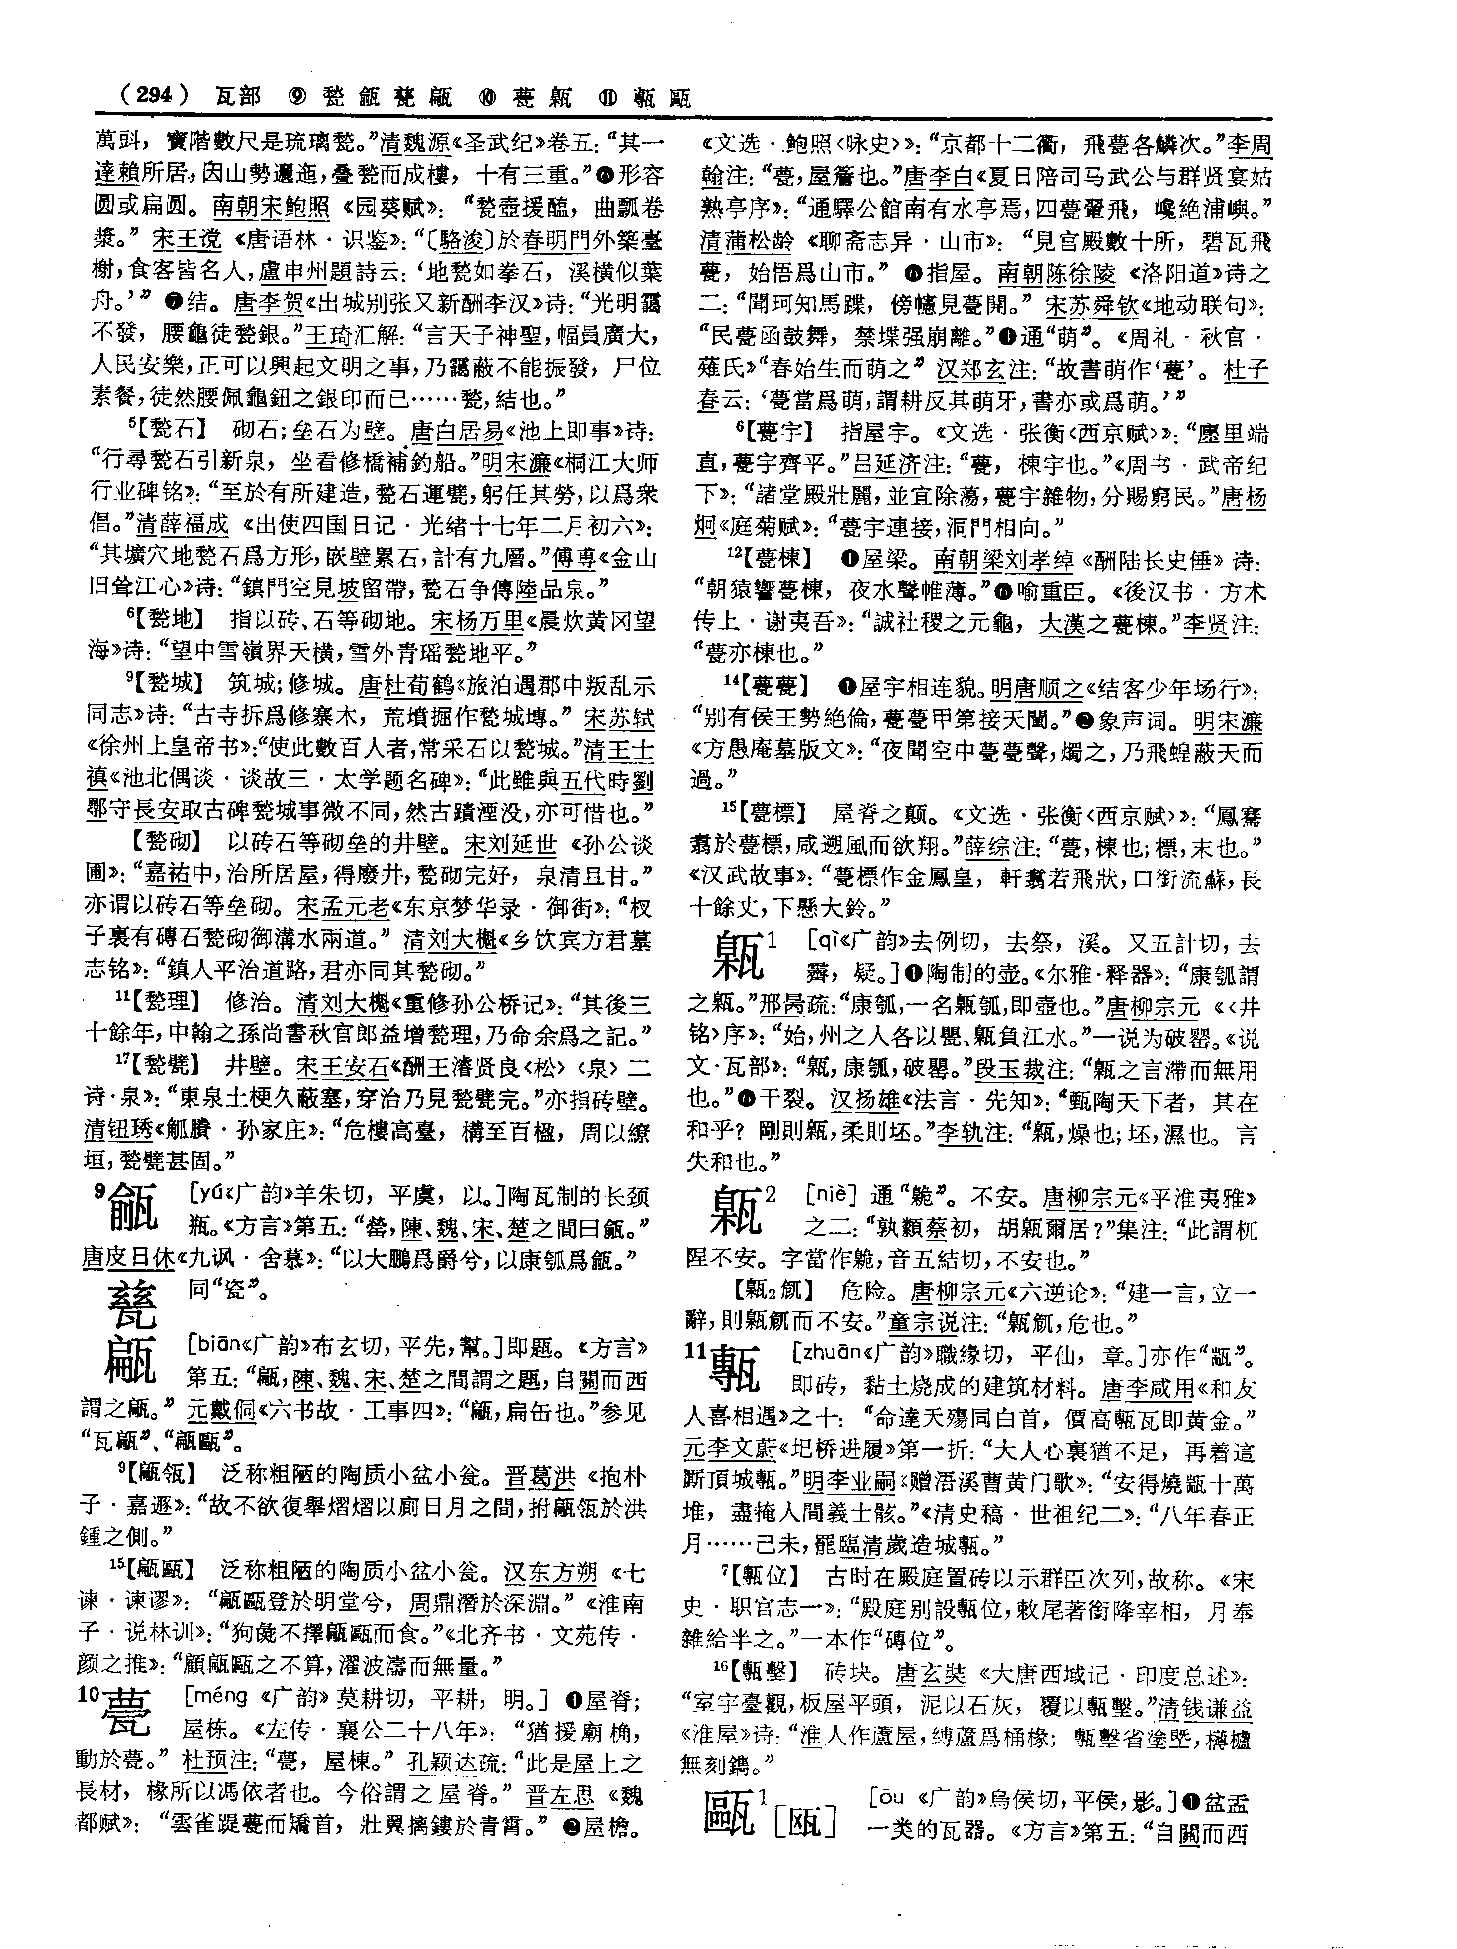 （294） 瓦部 ⑨ 甃 㼶 甆 甂 ⑩ 甍 甈 ⑪ 甎 甌
萬㪷，寶階數尺是琉璃甃。”清魏源《圣武纪》卷五：“其一
達賴所居，因山勢邐迤，疊甃而成樓，十有三重。”❻形容
圆或扁圆。南朝宋鲍照《园葵赋》：“甃壺援醢，曲瓢卷
漿。”宋王谠《唐语林·识鉴》：“〔駱浚〕於春明門外築臺
榭，食客皆名人，盧申州題詩云：‘地甃如拳石，溪横似葉
舟。’”❼结。唐李贺《出城别张又新酬李汉》诗：“光明靄
不發，腰龜徒甃銀。”王琦汇解：“言天子神聖，幅員廣大，
人民安樂，正可以興起文明之事，乃靄蔽不能振發，尸位
素餐，徒然腰佩龜鈕之銀印而已……甃，結也。”
5【甃石】 砌石；垒石为壁。唐白居易《池上即事》诗：
“行尋甃石引新泉，坐看修橋補釣船。”明宋濂《桐江大师
行业碑铭》：“至於有所建造，甃石運甓，躬任其勞，以爲衆
倡。”清薛福成《出使四国日记·光绪十七年二月初六》：
“其壙穴地甃石爲方形，嵌壁累石，計有九層。”傅尃《金山
旧耸江心》诗：“鎮門空見坡留帶，甃石争傳陸品泉。”
6【甃地】 指以砖、石等砌地。宋杨万里《晨炊黄冈望
海》诗：“望中雪嶺界天横，雪外青瑶甃地平。”
9【甃城】 筑城；修城。唐杜荀鹤《旅泊遇郡中叛乱示
同志》诗：“古寺拆爲修寨木，荒墳掘作甃城塼。”宋苏轼
《徐州上皇帝书》：“使此數百人者，常采石以甃城。”清王士
禛《池北偶谈·谈故三·太学题名碑》：“此雖與五代時劉
鄩守長安取古碑甃城事微不同，然古蹟湮没，亦可惜也。”
【甃砌】 以砖石等砌垒的井壁。宋刘延世《孙公谈
圃》：“嘉祐中，治所居屋，得廢井，甃砌完好，泉清且甘。”
亦谓以砖石等垒砌。宋孟元老《东京梦华录·御街》：“杈
子裏有磚石甃砌御溝水兩道。”清刘大櫆《乡饮宾方君墓
志铭》：“鎮人平治道路，君亦同其甃砌。”
11【甃理】 修治。清刘大櫆《重修孙公桥记》：“其後三
十餘年，中翰之孫尚書秋官郎益增甃理，乃命余爲之記。”
17【甃甓】 井壁。宋王安石《酬王濬贤良〈松〉〈泉〉二
诗·泉》：“東泉土梗久蔽塞，穿治乃見甃甓完。”亦指砖壁。
清钮琇《觚賸·孙家庄》：“危樓高臺，構至百楹，周以繚
垣，甃甓甚固。”
9㼶 [yú《广韵》羊朱切，平虞，以。]陶瓦制的长颈
瓶。《方言》第五：“罃，陳、魏、宋、楚之間曰㼶。”
唐皮日休《九讽·舍慕》：“以大鵬爲爵兮，以康瓠爲㼶。”
甆 同“瓷”。
甂 [biān《广韵》布玄切，平先，幫。]即题。《方言》
第五：“甂，陳、魏、宋、楚之間謂之題，自關而西
謂之甂。”元戴侗《六书故·工事四》：“甂，扁缶也。”参见
“瓦甂”、“甂甌”。
9【甂瓴】 泛称粗陋的陶质小盆小瓮。晋葛洪《抱朴
子·嘉遯》：“故不欲復舉熠熠以廁日月之間，拊甂瓴於洪
鍾之側。”
15【甂甌】 泛称粗陋的陶质小盆小瓮。汉东方朔《七
谏·谏谬》：“甂甌登於明堂兮，周鼎潛於深淵。”《淮南
子·说林训》：“狗彘不擇甂甌而食。”《北齐书·文苑传·
颜之推》：“顧甂甌之不算，濯波濤而無量。”
10甍 [méng《广韵》莫耕切，平耕，明。]❶屋脊；
屋栋。《左传·襄公二十八年》：“猶援廟桷，
動於甍。”杜预注：“甍，屋棟。”孔颖达疏：“此是屋上之
長材，椽所以馮依者也。今俗謂之屋脊。”晋左思《魏
都赋》：“雲雀踶甍而矯首，壯翼摛鏤於青霄。”❷屋檐。
《文选·鲍照〈咏史〉》：“京都十二衢，飛甍各鱗次。”李周
翰注：“甍，屋簷也。”唐李白《夏日陪司马武公与群贤宴姑
熟亭序》：“通驛公館南有水亭焉，四甍翬飛，巉絶浦嶼。”
清蒲松龄《聊斋志异·山市》：“見宫殿數十所，碧瓦飛
甍，始悟爲山市。”❸指屋。南朝陈徐陵《洛阳道》诗之
二：“聞珂知馬蹀，傍幰見甍開。”宋苏舜钦《地动联句》：
“民甍函鼓舞，禁堞强崩離。”❹通“萌”。《周礼·秋官·
薙氏》“春始生而萌之”汉郑玄注：“故書萌作‘甍’。杜子
春云：‘甍當爲萌，謂耕反其萌牙，書亦或爲萌。’”
6【甍宇】 指屋宇。《文选·张衡〈西京赋〉》：“廛里端
直，甍宇齊平。”吕延济注：“甍，棟宇也。”《周书·武帝纪
下》：“諸堂殿壯麗，並宜除蕩，甍宇雜物，分賜窮民。”唐杨
炯《庭菊赋》：“甍宇連接，洞門相向。”
12【甍棟】 ❶屋梁。南朝梁刘孝绰《酬陆长史倕》诗：
“朝猿響甍棟，夜水聲帷薄。”❷喻重臣。《後汉书·方术
传上·谢夷吾》：“誠社稷之元龜，大漢之甍棟。”李贤注：
“甍亦棟也。”
14【甍甍】 ❶屋宇相连貌。明唐顺之《结客少年场行》：
“别有侯王勢絶倫，甍甍甲第接天閽。”❷象声词。明宋濂
《方愚庵墓版文》：“夜聞空中甍甍聲，燭之，乃飛蝗蔽天而
過。”
15【甍標】 屋脊之颠。《文选·张衡〈西京赋〉》：“鳳騫
翥於甍標，咸遡風而欲翔。”薛综注：“甍，棟也；標，末也。”
《汉武故事》：“甍標作金鳳皇，軒翥若飛狀，口銜流蘇，長
十餘丈，下懸大鈴。”
甈1 [qì《广韵》去例切，去祭，溪。又五計切，去
霽，疑。]❶陶制的壶。《尔雅·释器》：“康瓠謂
之甈。”邢昺疏：“康瓠，一名甈瓠，即壺也。”唐柳宗元《〈井
铭〉序》：“始，州之人各以罌、甈負江水。”一说为破罂。《说
文·瓦部》：“甈，康瓠，破罌。”段玉裁注：“甈之言滯而無用
也。”❷干裂。汉扬雄《法言·先知》：“甄陶天下者，其在
和乎？剛則甈，柔則坯。”李轨注：“甈，燥也；坯，濕也。言
失和也。”
甈2 [niè] 通“臲”。不安。唐柳宗元《平淮夷雅》
之二：“孰纇蔡初，胡甈爾居？”集注：“此謂杌
陧不安。字當作臲，音五結切，不安也。”
【甈2㼢】 危险。唐柳宗元《六逆论》：“建一言，立一
辭，則甈㼢而不安。”童宗说注：“甈㼢，危也。”
11甎 [zhuān《广韵》職缘切，平仙，章。]亦作“㼷”。
即砖，黏土烧成的建筑材料。唐李咸用《和友
人喜相遇》之十：“命達天殤同白首，價高甎瓦即黄金。”
元李文蔚《圯桥进履》第一折：“大人心裏猶不足，再着這
厮頂城甎。”明李业嗣《赠浯溪曹黄门歌》：“安得燒㼷十萬
堆，盡掩人間義士骸。”《清史稿·世祖纪二》：“八年春正
月……己未，罷臨清歲造城甎。”
7【甎位】 古时在殿庭置砖以示群臣次列，故称。《宋
史·职官志一》：“殿庭别設甎位，敕尾著銜降宰相，月奉
雜給半之。”一本作“磚位”。
16【甎墼】 砖块。唐玄奘《大唐西域记·印度总述》：
“室宇臺觀，板屋平頭，泥以石灰，覆以甎墼。”清钱谦益
《淮屋》诗：“淮人作蘆屋，縛蘆爲桶椽；甎墼省塗塈，欂櫨
無刻鐫。”
甌1[瓯] [ōu《广韵》烏侯切，平侯，影。]❶盆盂
一类的瓦器。《方言》第五：“自關而西